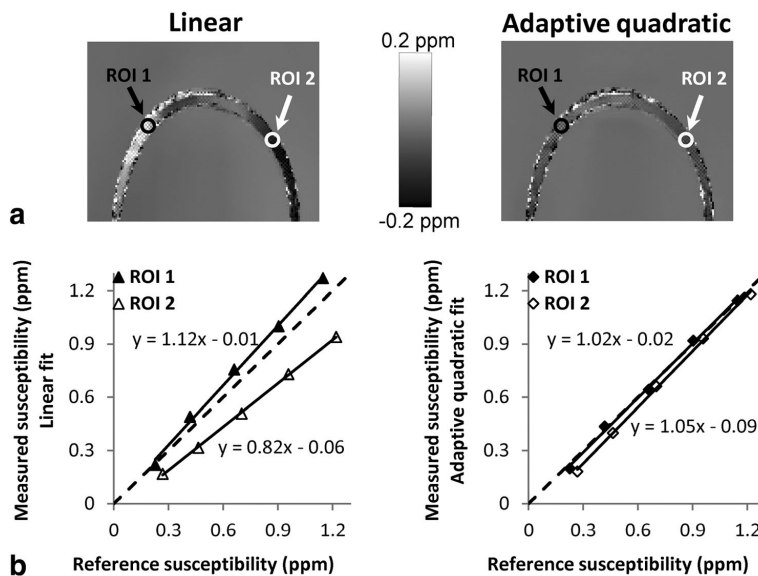 Linear
Adaptive quadratic
0.2 ppm
-0.2 ppm
ROI 1
ROI 2
ROI 1
ROI 2
a
Measured susceptibility (ppm)
Linear fit
1.2
0.9
0.6
0.3
0
ROI 1
ROI 2
y = 1.12x - 0.01
y = 0.82x - 0.06
0 0.3 0.6 0.9 1.2
Reference susceptibility (ppm)
Measured susceptibility (ppm)
Adaptive quadratic fit
1.2
0.9
0.6
0.3
0
ROI 1
ROI 2
y = 1.02x - 0.02
y = 1.05x - 0.09
0 0.3 0.6 0.9 1.2
Reference susceptibility (ppm)
b